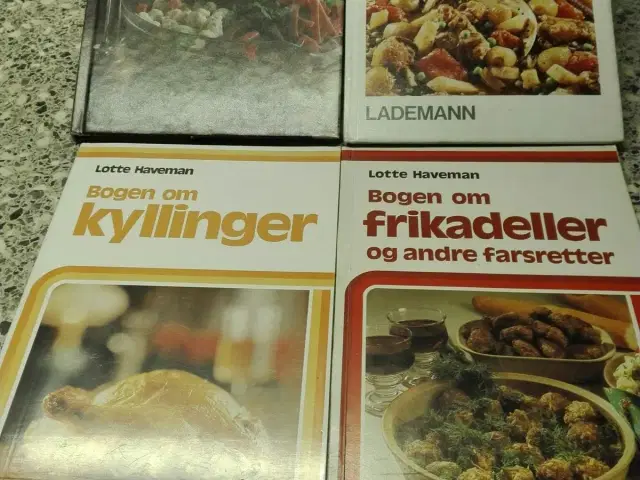 LADEMANN
Lotte Haveman
Bogen om
kyllinger
Lotte Haveman
Bogen om
frikadeller
og andre farsretter